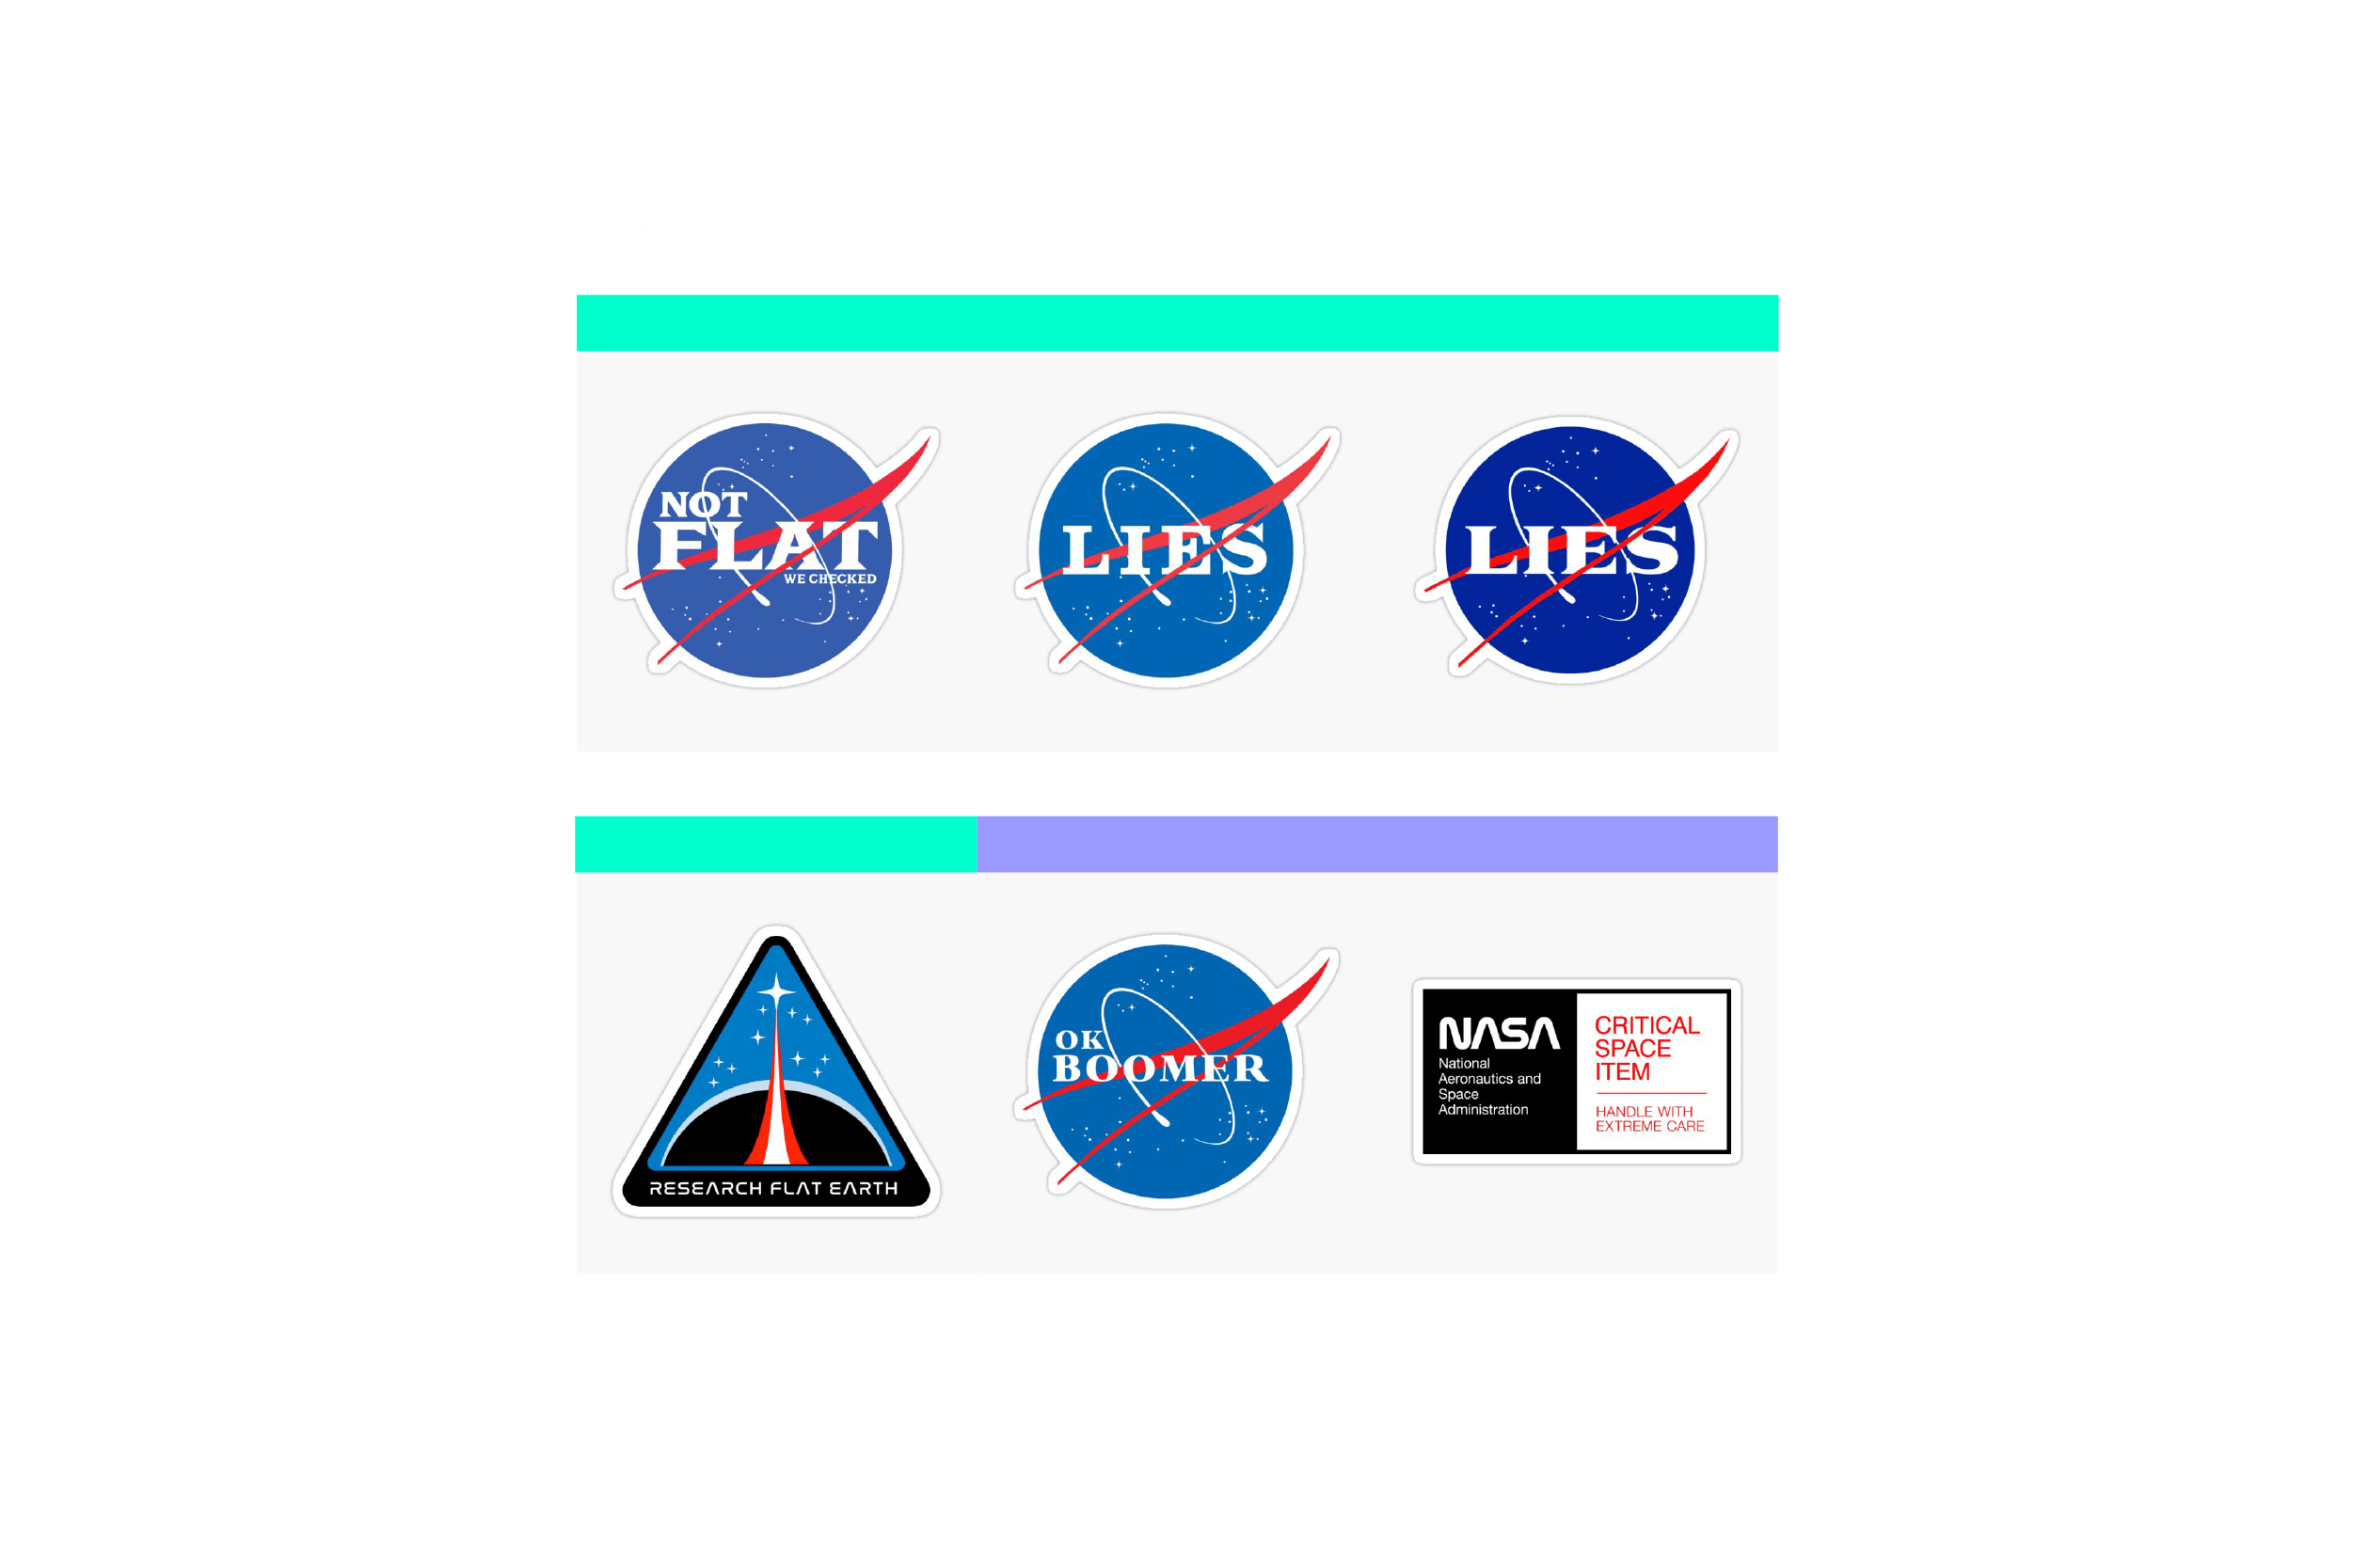 NOT
FLAT
WE CHECKED
LIES
LIES
RESEARCH FLAT EARTH
OK
BOOMER
NASA
National
Aeronautics and
Space
Administration
CRITICAL
SPACE
ITEM
HANDLE WITH
EXTREME CARE